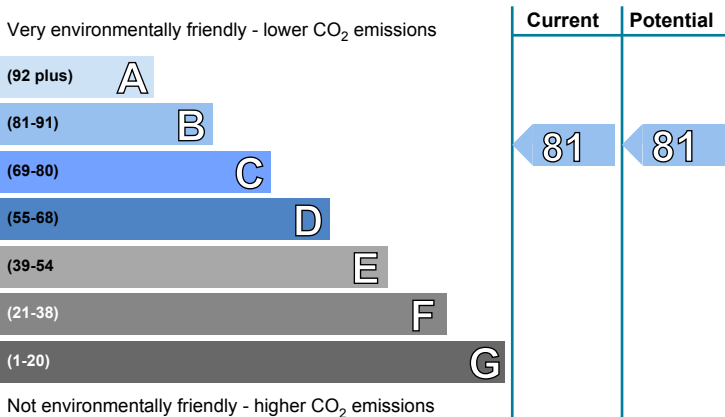 Current Potential
Very environmentally friendly - lower CO2 emissions
(92 plus) A
(81-91) B
81 81
(69-80) C
(55-68) D
(39-54 E
(21-38) F
(1-20) G
Not environmentally friendly - higher CO2 emissions